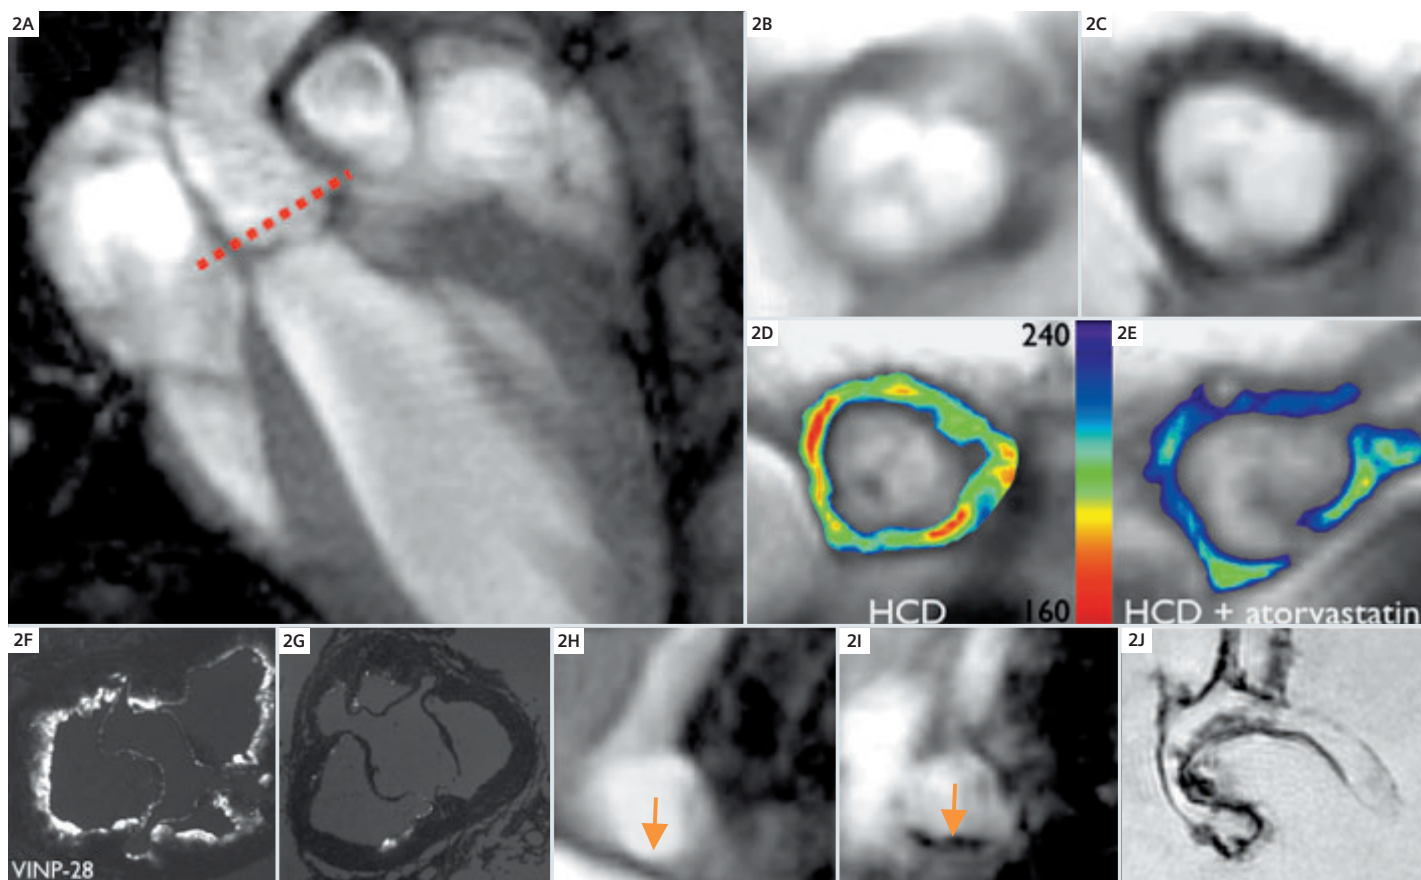 2A
2B
2C
2D
240
160
HCD
2E
HCD + atorvastatin
2F
VINP-28
2G
2H
2I
2J